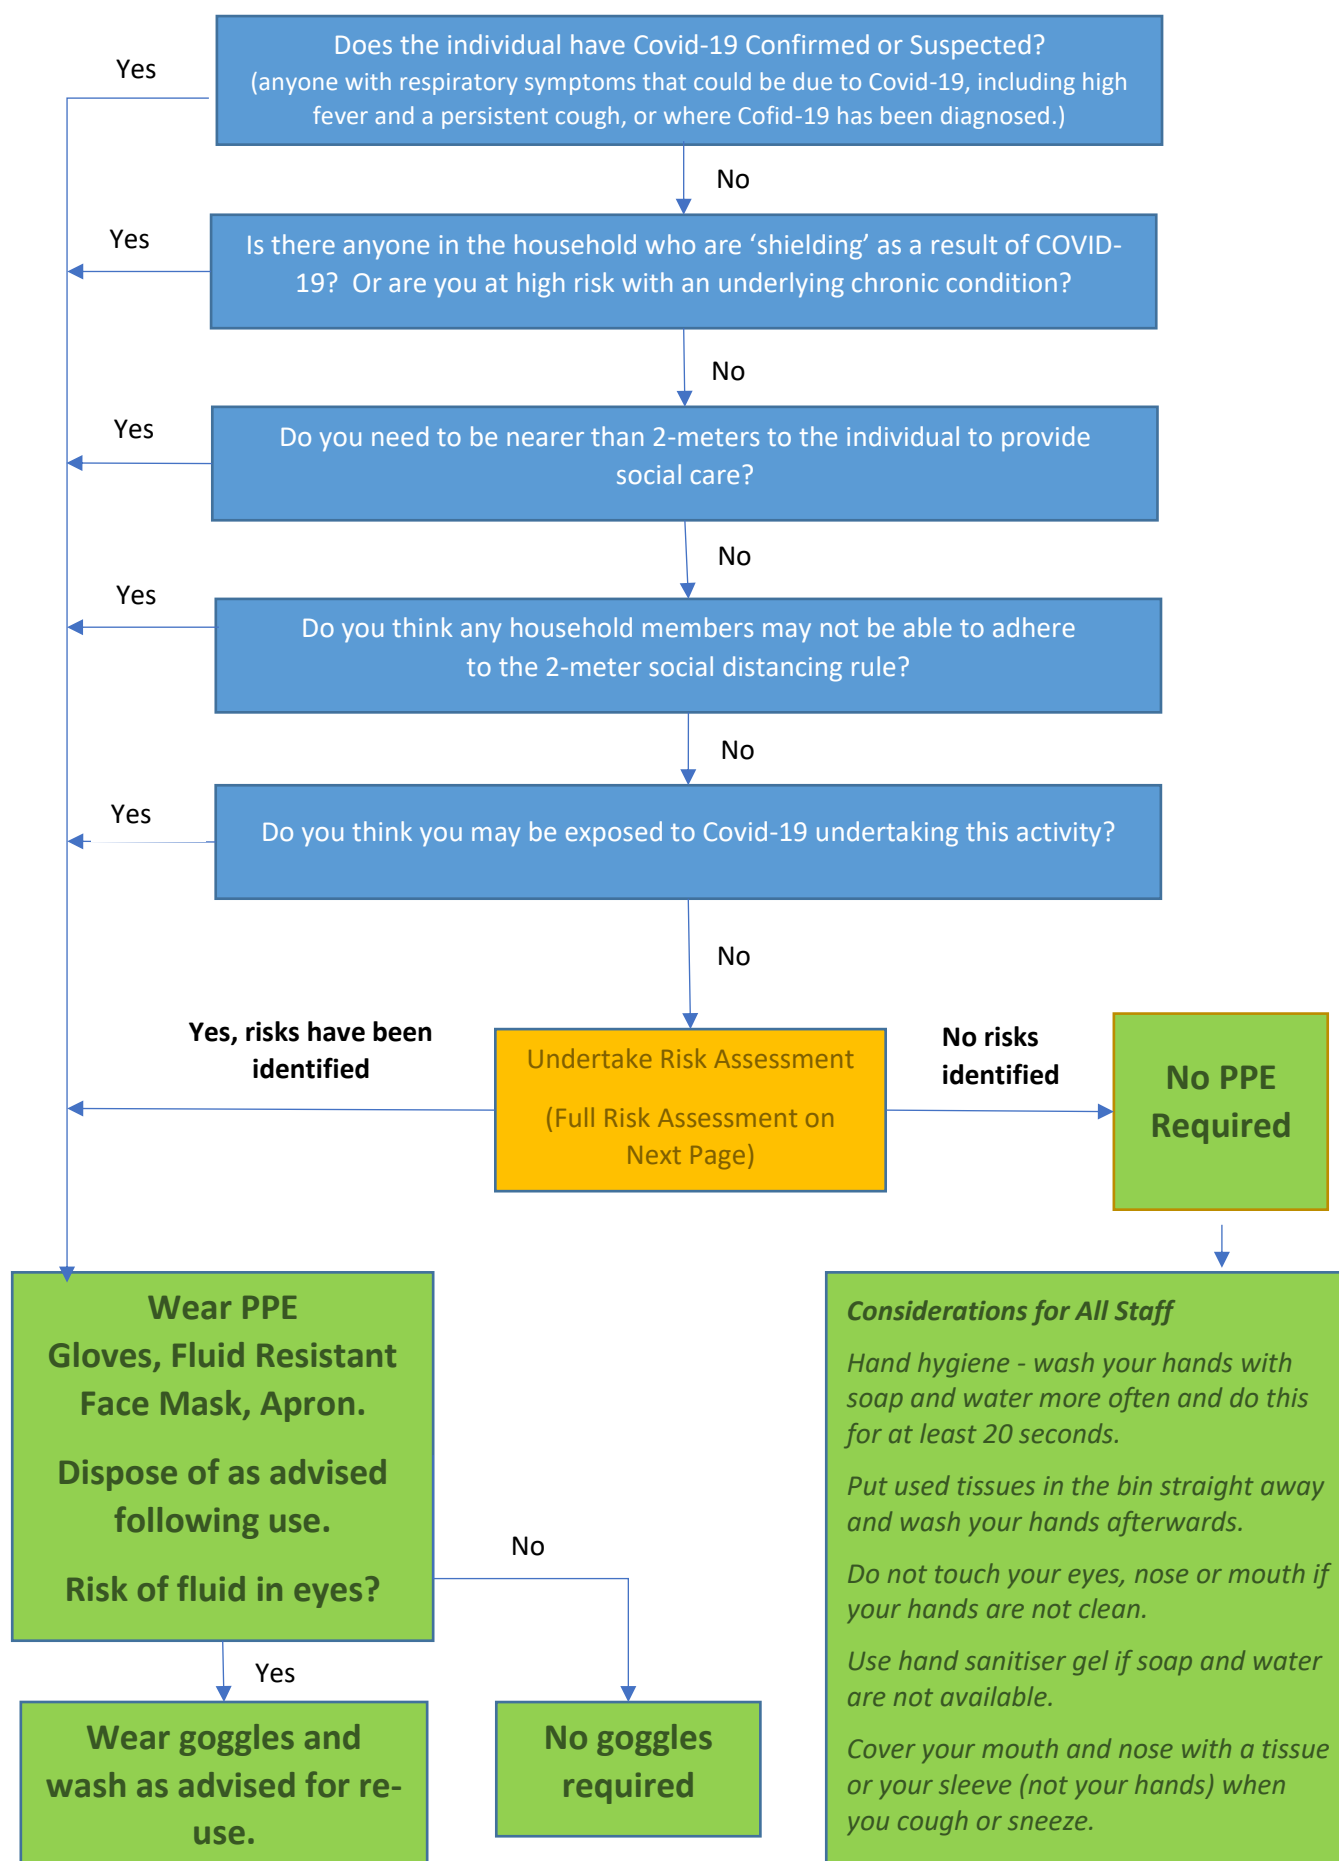 Does the individual have Covid-19 Confirmed or Suspected?
Yes
(anyone with respiratory symptoms that could be due to Covid-19, including high
fever and a persistent cough, or where Cofid-19 has been diagnosed.)
No
Yes
Is there anyone in the household who are ‘shielding’ as a result of COVID-
19? Or are you at high risk with an underlying chronic condition?
No
Yes
Do you need to be nearer than 2-meters to the individual to provide
social care?
No
Yes
Do you think any household members may not be able to adhere
to the 2-meter social distancing rule?
No
Yes
Do you think you may be exposed to Covid-19 undertaking this activity?
No
Yes, risks have been
identified
Undertake Risk Assessment
(Full Risk Assessment on
Next Page)
No risks
identified
No PPE
Required
Wear PPE
Gloves, Fluid Resistant
Face Mask, Apron.
Dispose of as advised
following use.
Risk of fluid in eyes?
No
Yes
Wear goggles and
wash as advised for re-
use.
No goggles
required
Considerations for All Staff
Hand hygiene - wash your hands with
soap and water more often and do this
for at least 20 seconds.
Put used tissues in the bin straight away
and wash your hands afterwards.
Do not touch your eyes, nose or mouth if
your hands are not clean.
Use hand sanitiser gel if soap and water
are not available.
Cover your mouth and nose with a tissue
or your sleeve (not your hands) when
you cough or sneeze.